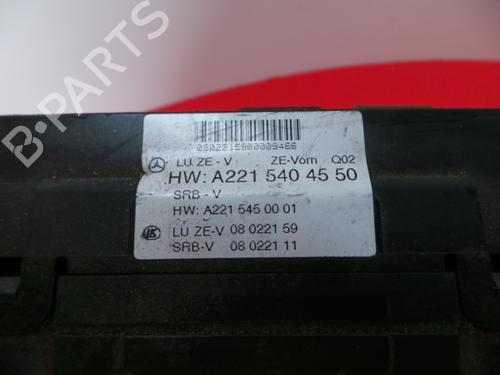 0802215900009466
LU ZE - V ZE-Vorn - Q02
HW: A221 540 45 50
SRB - V
HW: A221 545 00 01
LU ZE-V 08 0221 59
SRB-V 08 0221 11
B-PARTS